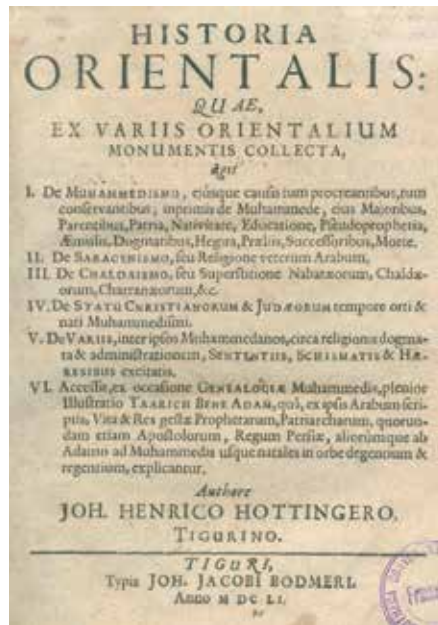 HISTORIA
ORIENTALIS:
QUAE,
EX VARIIS ORIENTALIUM
MONUMENTIS COLLECTA,
Agit
I. De MUHAMMEDISMO, ejusque causis tum procreantibus, tum
conservantibus, inprimis de Muhammede, ejus Majoribus,
Parentibus, Patria, Nativitate, Educatione, Pseudoprophetia,
Æmulis, Dogmatibus, Hegira, Præliis, Successoribus, Morte.
II. De SARACENISMO, seu Religione veterum Arabum.
III. De CHALDAISMO, seu Superstitione Nabatæorum, Chaldæ-
orum, Charranæorum, &c.
IV. De STATU CHRISTIANORUM & JUDÆORUM tempore orti &
nati Muhammedismi.
V. De VARIIS, inter ipsos Muhammedanos, circa religionis dogma-
ta & administrationem, SENTENTIIS, SCHISMATIS & HÆ-
RESIBUS excitatis.
VI. Accessit, ex occasione GENEALOGIÆ Muhammedis, plenior
Illustratio TAARICH BENE ADAM, quâ, ex ipsis Arabum scri-
ptis, Vita & Res gestæ Prophetarum, Patriarcharum, quorun-
dam etiam Apostolorum, Regum Persiæ, aliorumque ab
Adamo ad Muhammedis usque natales in orbe degentium &
regentium, explicantur.
Authore
JOH. HENRICO HOTTINGERO,
TIGURINO.
TIGURI,
Typis JOH. JACOBI BODMERI.
Anno M DC LI.